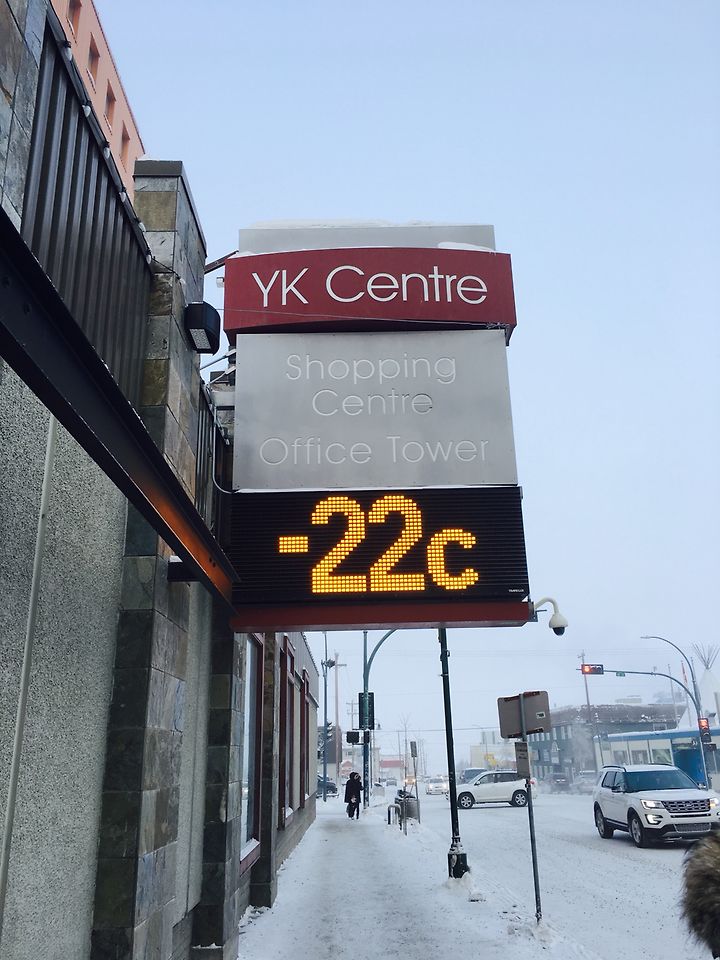 YK Centre
Shopping
Centre
Office Tower
-22c